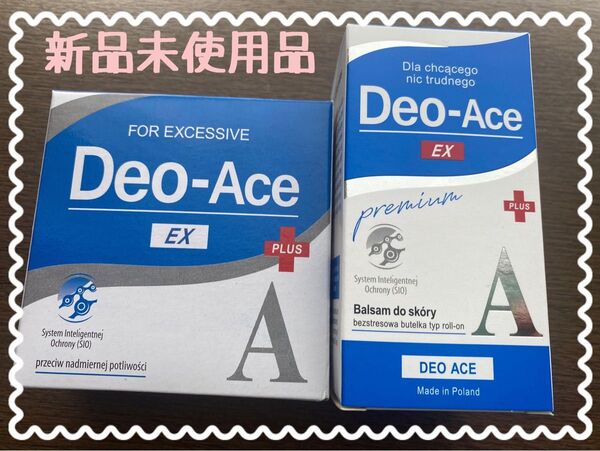 新品未使用品
FOR EXCESSIVE
Deo-Ace
EX
PLUS
System Inteligentnej
Ochrony (SIO)
przeciw nadmiernej potliwości
A
Dla chcącego
nic trudnego
Deo-Ace
EX
premium
PLUS
System Inteligentnej
Ochrony (SIO)
A
Balsam do skóry
bezstresowa butelka typ roll-on
DEO ACE
Made in Poland